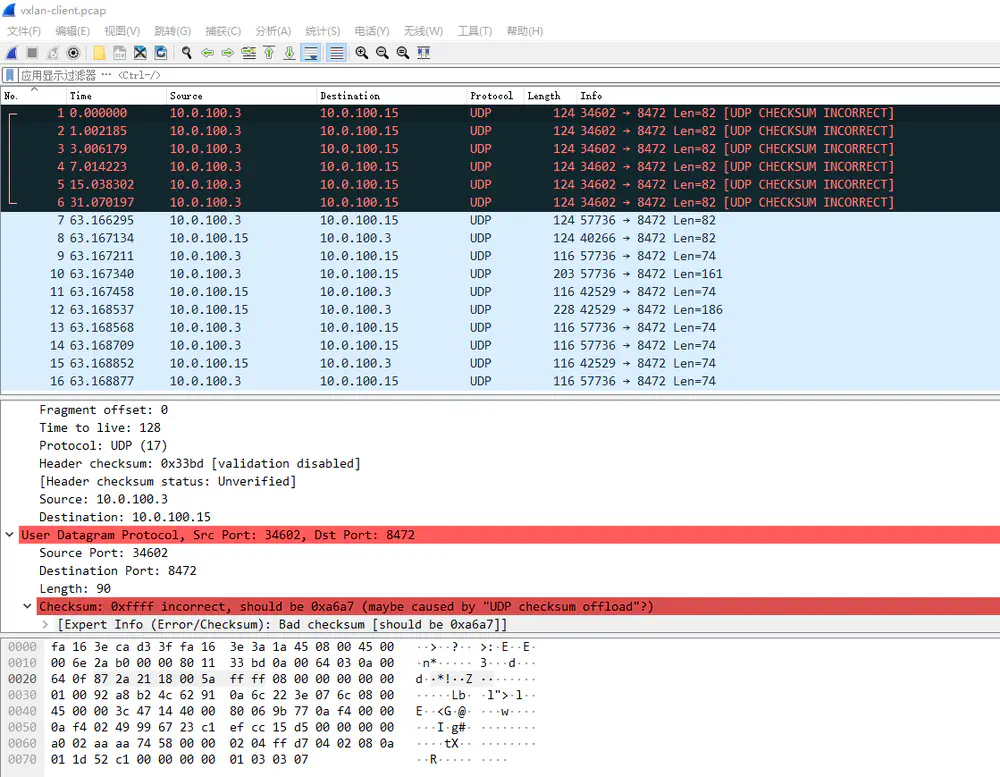 vxlan-client.pcap
文件(F) 编辑(E) 视图(V) 跳转(G) 捕获(C) 分析(A) 统计(S) 电话(Y) 无线(W) 工具(T) 帮助(H)
应用显示过滤器 … <Ctrl-/>
No. Time Source Destination Protocol Length Info
1 0.000000 10.0.100.3 10.0.100.15 UDP 124 34602 → 8472 Len=82 [UDP CHECKSUM INCORRECT]
2 1.002185 10.0.100.3 10.0.100.15 UDP 124 34602 → 8472 Len=82 [UDP CHECKSUM INCORRECT]
3 3.006179 10.0.100.3 10.0.100.15 UDP 124 34602 → 8472 Len=82 [UDP CHECKSUM INCORRECT]
4 7.014223 10.0.100.3 10.0.100.15 UDP 124 34602 → 8472 Len=82 [UDP CHECKSUM INCORRECT]
5 15.038302 10.0.100.3 10.0.100.15 UDP 124 34602 → 8472 Len=82 [UDP CHECKSUM INCORRECT]
6 31.070197 10.0.100.3 10.0.100.15 UDP 124 34602 → 8472 Len=82 [UDP CHECKSUM INCORRECT]
7 63.166295 10.0.100.3 10.0.100.15 UDP 124 57736 → 8472 Len=82
8 63.167134 10.0.100.15 10.0.100.3 UDP 124 40266 → 8472 Len=82
9 63.167211 10.0.100.3 10.0.100.15 UDP 116 57736 → 8472 Len=74
10 63.167340 10.0.100.3 10.0.100.15 UDP 203 57736 → 8472 Len=161
11 63.167458 10.0.100.15 10.0.100.3 UDP 116 42529 → 8472 Len=74
12 63.168537 10.0.100.15 10.0.100.3 UDP 228 42529 → 8472 Len=186
13 63.168568 10.0.100.3 10.0.100.15 UDP 116 57736 → 8472 Len=74
14 63.168709 10.0.100.3 10.0.100.15 UDP 116 57736 → 8472 Len=74
15 63.168852 10.0.100.15 10.0.100.3 UDP 116 42529 → 8472 Len=74
16 63.168877 10.0.100.3 10.0.100.15 UDP 116 57736 → 8472 Len=74
Fragment offset: 0
Time to live: 128
Protocol: UDP (17)
Header checksum: 0x33bd [validation disabled]
[Header checksum status: Unverified]
Source: 10.0.100.3
Destination: 10.0.100.15
User Datagram Protocol, Src Port: 34602, Dst Port: 8472
Source Port: 34602
Destination Port: 8472
Length: 90
Checksum: 0xffff incorrect, should be 0xa6a7 (maybe caused by "UDP checksum offload"?)
[Expert Info (Error/Checksum): Bad checksum [should be 0xa6a7]]
0000 fa 16 3e ca d3 3f fa 16 3e 3a 1a 45 08 00 45 00 ··>··?·· >:·E··E·
0010 00 6e 2a b0 00 00 80 11 33 bd 0a 00 64 03 0a 00 ·n*····· 3···d···
0020 64 0f 87 2a 21 18 00 5a ff ff 08 00 00 00 00 00 d··*!··Z ········
0030 01 00 92 a8 b2 4c 62 91 0a 6c 22 3e 07 6c 08 00 ·····Lb· ·l">·l··
0040 45 00 00 3c 47 14 40 00 80 06 9b 77 0a f4 00 00 E··<G·@· ···w····
0050 0a f4 02 49 99 67 23 c1 ef cc 15 d5 00 00 00 00 ···I·g#· ········
0060 a0 02 aa aa 74 58 00 00 02 04 ff d7 04 02 08 0a ····tX·· ········
0070 01 1d 52 c1 00 00 00 00 01 03 03 07 ··R····· ····